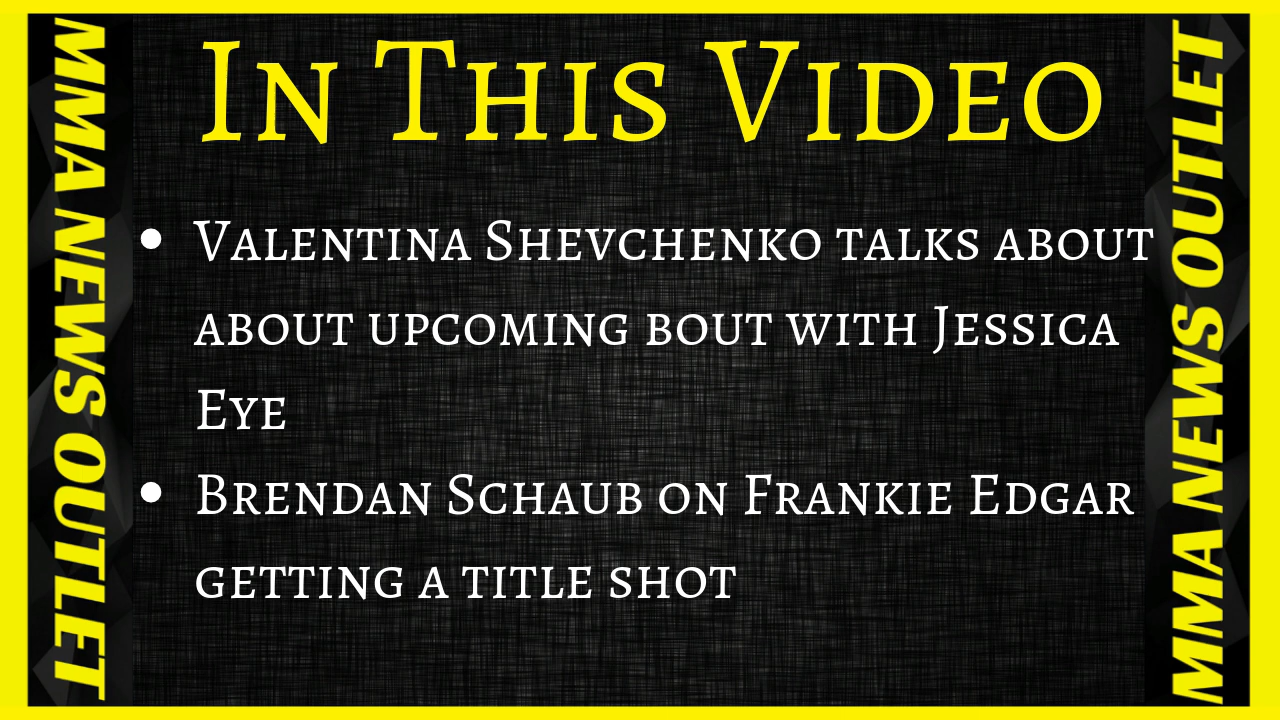 In This Video
MMA NEWS OUTLET
• Valentina Shevchenko talks about
about upcoming bout with Jessica
Eye
• Brendan Schaub on Frankie Edgar
getting a title shot
MMA NEWS OUTLET